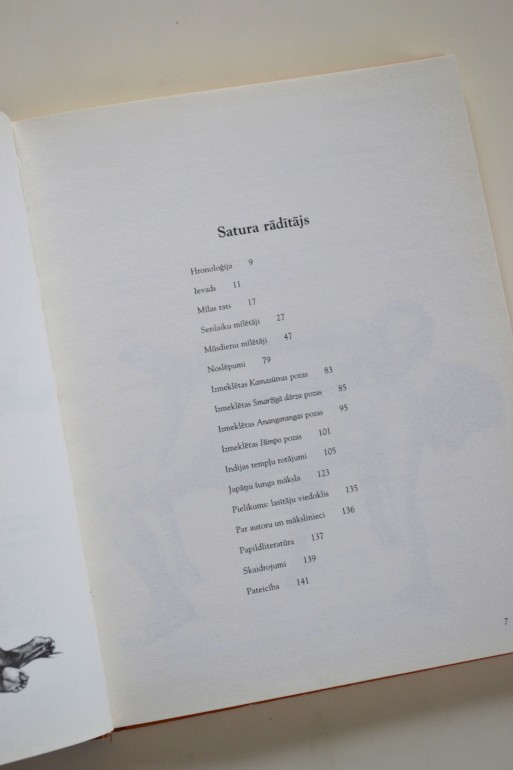 Satura rādītājs
Hronoloģija 9
Ievads 11
Mīlas rats 17
Senlaiku mīlētāji 27
Mūsdienu mīlētāji 47
Noslēpumi 79
Izmeklētas Kamasūtras pozas 83
Izmeklētas Smaržīgā dārza pozas 85
Izmeklētas Anangarangas pozas 95
Izmeklētas Išimpo pozas 101
Indijas tempļu rotājumi 105
Japāņu šunga māksla 123
Pielikums: lasītāju viedoklis 135
Par autoru un mākslinieci 136
Papildliteratūra 137
Skaidrojumi 139
Pateicība 141
7